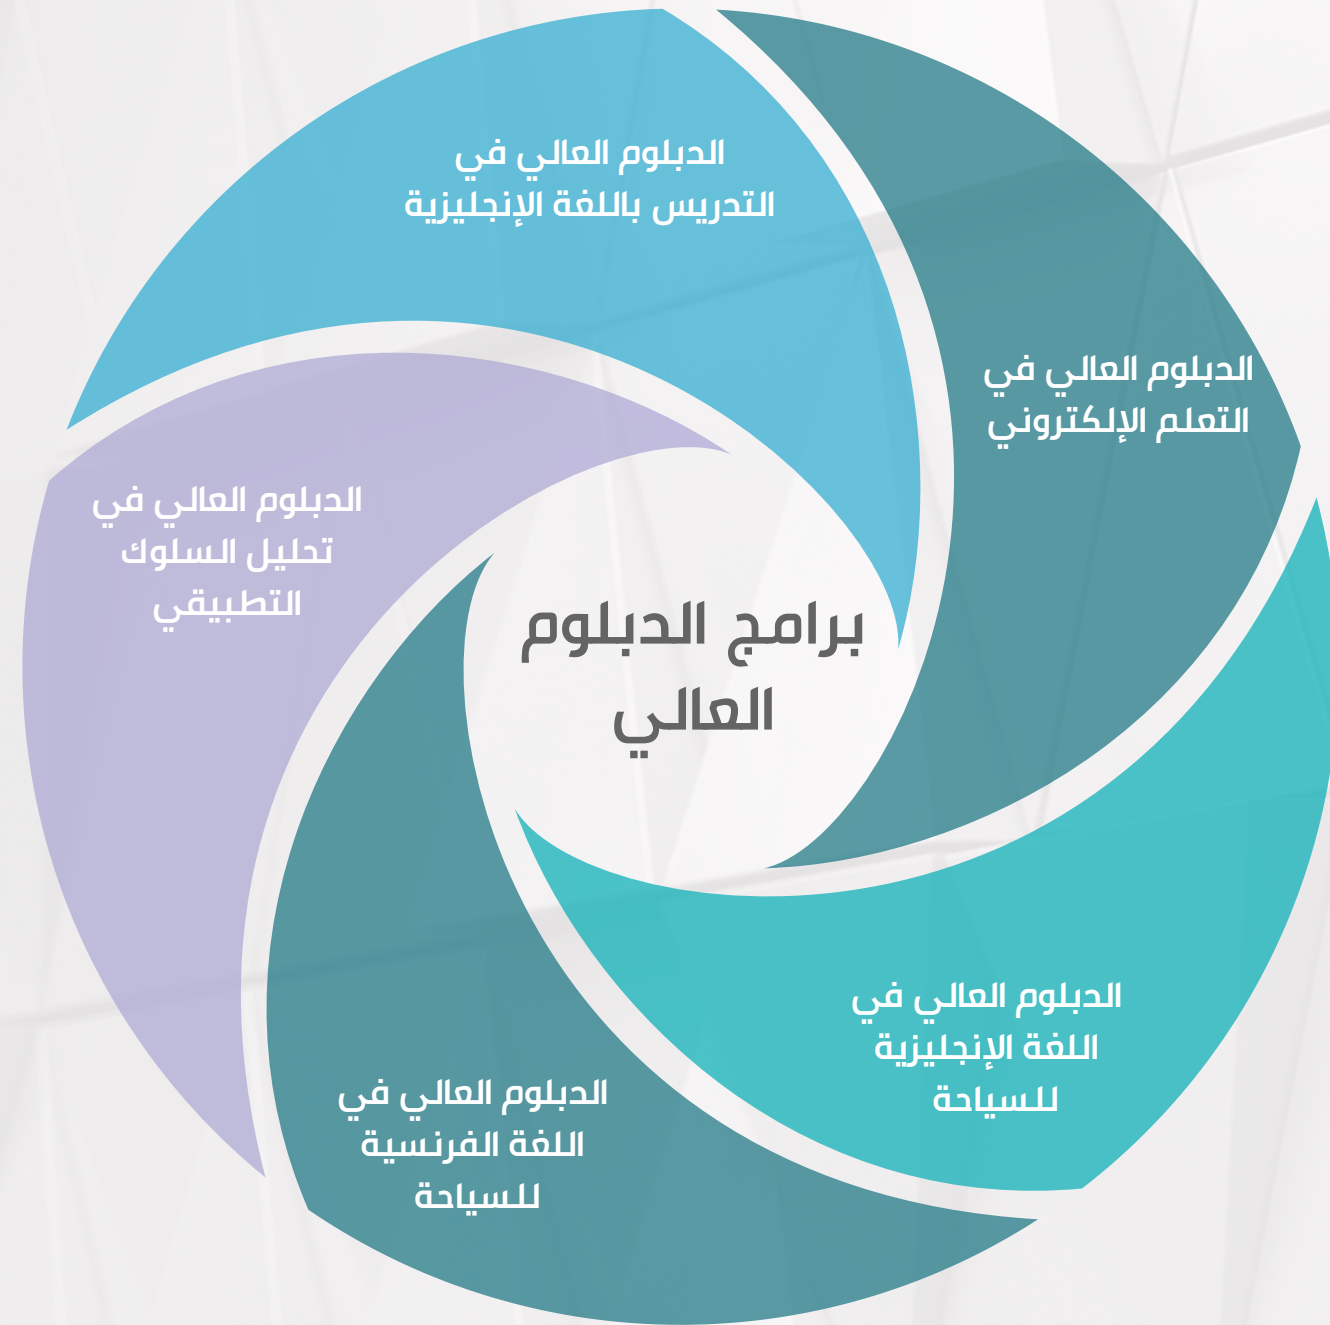 الدبلوم العالي في
التدريس باللغة الإنجليزية
الدبلوم العالي في
التعلم الإلكتروني
الدبلوم العالي في
تحليل السلوك
التطبيقي
برامج الدبلوم
العالي
الدبلوم العالي في
اللغة الإنجليزية
للسياحة
الدبلوم العالي في
اللغة الفرنسية
للسياحة